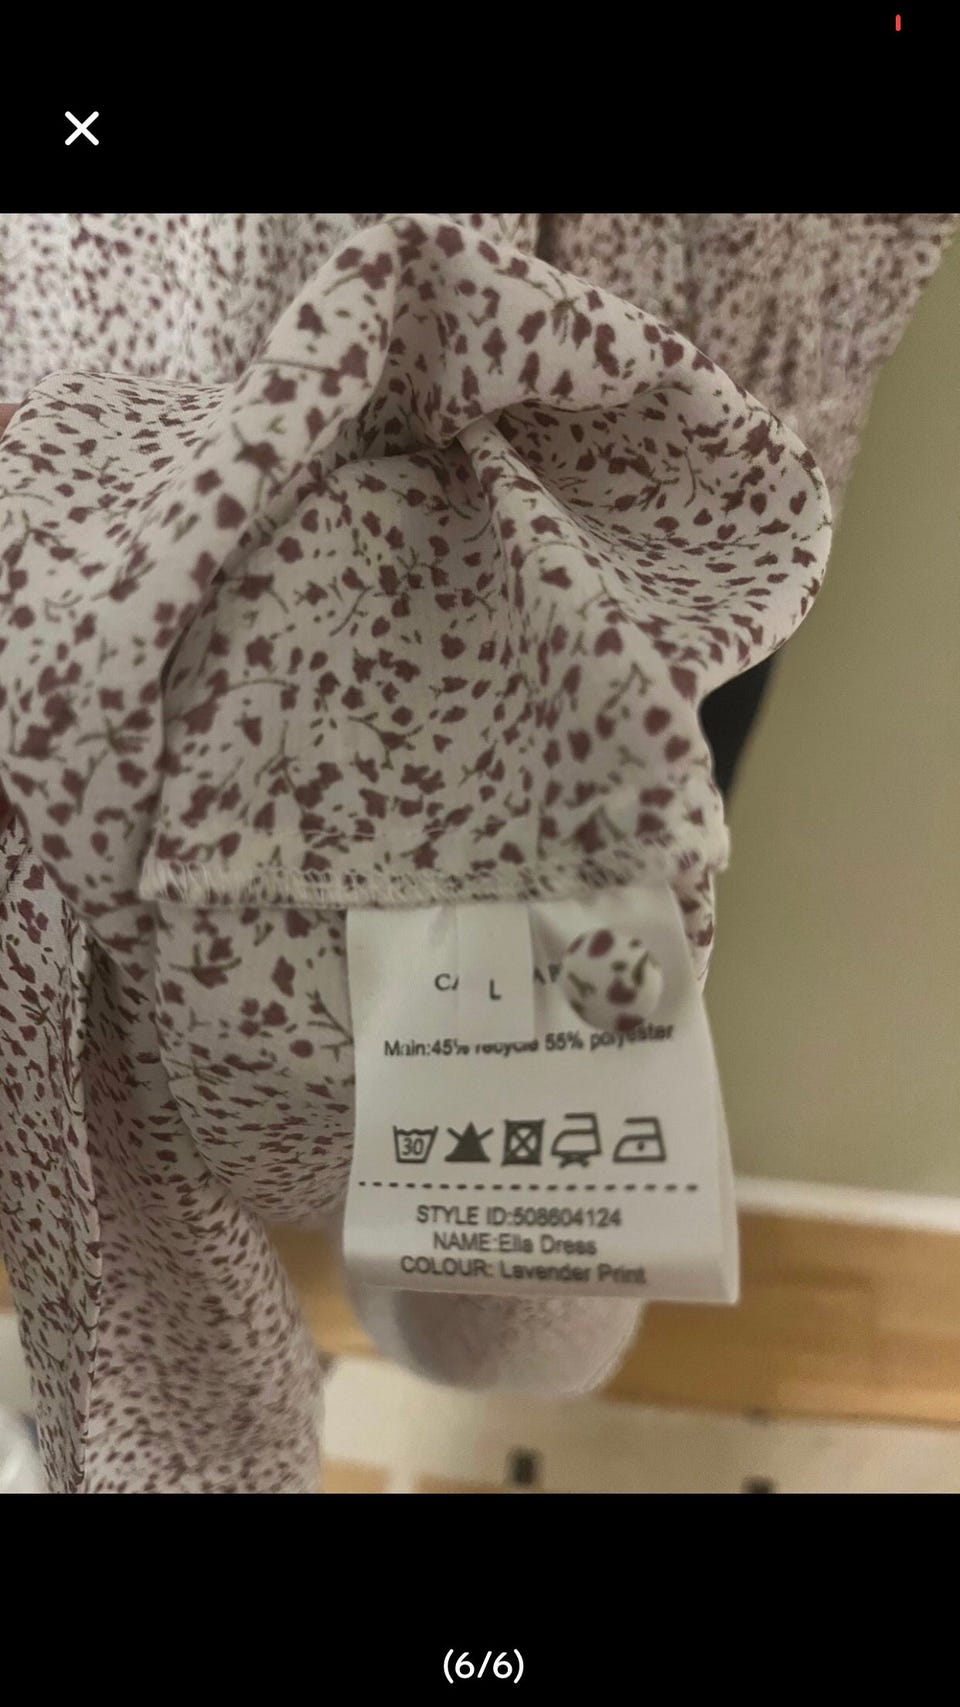 L
Main:45% recycle 55% polyester
30
STYLE ID:508604124
NAME:Ella Dress
COLOUR: Lavender Print
(6/6)